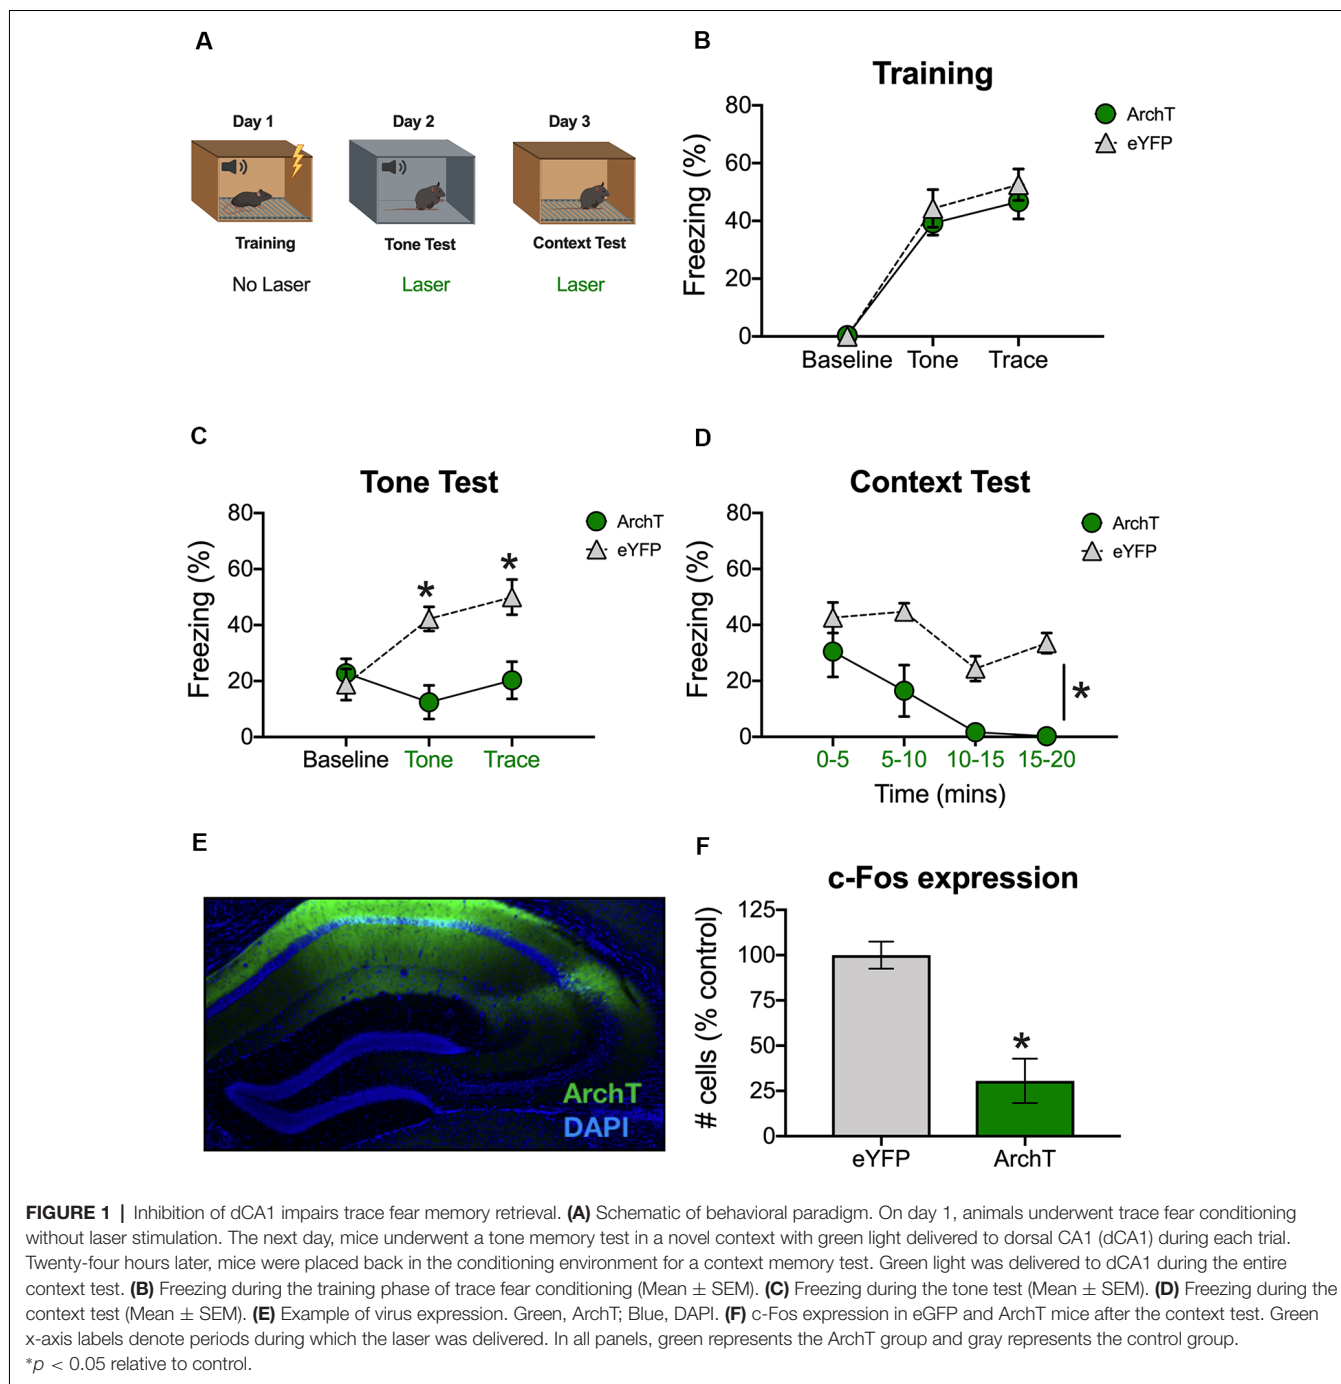 A
Day 1
Day 2
Day 3
Training
Tone Test
Context Test
No Laser
Laser
Laser
B
Training
Freezing (%)
80
60
40
20
0
Baseline
Tone
Trace
ArchT
eYFP
C
Tone Test
Freezing (%)
80
60
40
20
0
*
*
Baseline
Tone
Trace
ArchT
eYFP
D
Context Test
Freezing (%)
80
60
40
20
0
*
0-5
5-10
10-15
15-20
Time (mins)
ArchT
eYFP
E
ArchT
DAPI
F
c-Fos expression
# cells (% control)
125
100
75
50
25
0
*
eYFP
ArchT
FIGURE 1 | Inhibition of dCA1 impairs trace fear memory retrieval. (A) Schematic of behavioral paradigm. On day 1, animals underwent trace fear conditioning
without laser stimulation. The next day, mice underwent a tone memory test in a novel context with green light delivered to dorsal CA1 (dCA1) during each trial.
Twenty-four hours later, mice were placed back in the conditioning environment for a context memory test. Green light was delivered to dCA1 during the entire
context test. (B) Freezing during the training phase of trace fear conditioning (Mean ± SEM). (C) Freezing during the tone test (Mean ± SEM). (D) Freezing during the
context test (Mean ± SEM). (E) Example of virus expression. Green, ArchT; Blue, DAPI. (F) c-Fos expression in eGFP and ArchT mice after the context test. Green
x-axis labels denote periods during which the laser was delivered. In all panels, green represents the ArchT group and gray represents the control group.
*p < 0.05 relative to control.